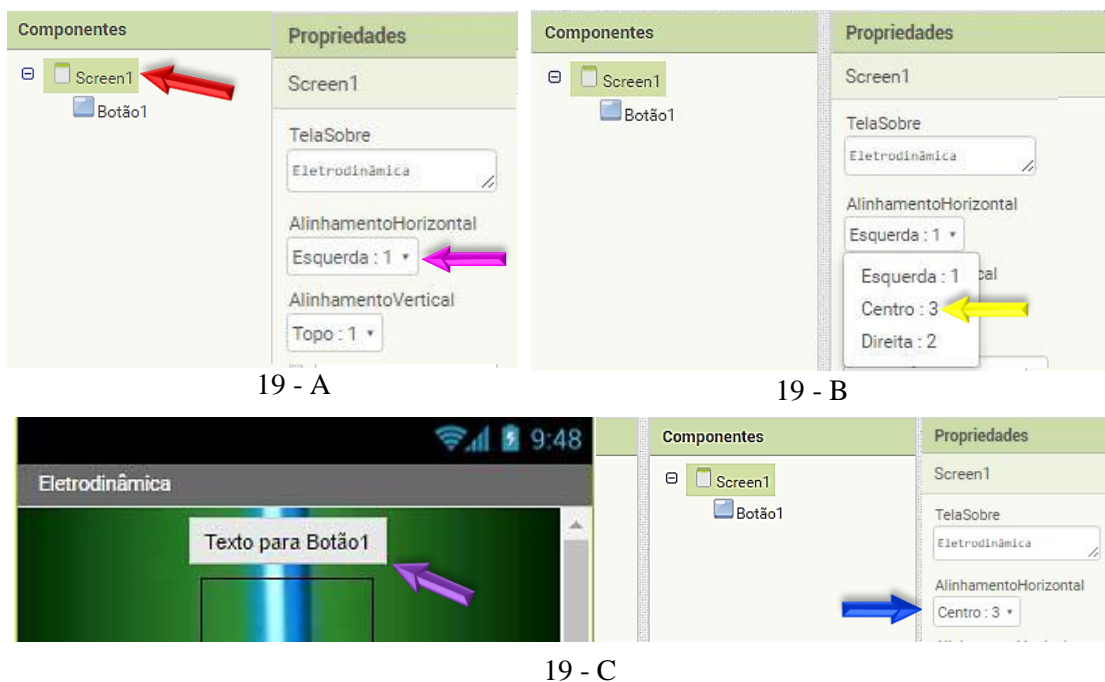 Componentes
Screen1
Botão1
Propriedades
Screen1
TelaSobre
Eletrodinâmica
AlinhamentoHorizontal
Esquerda : 1
AlinhamentoVertical
Topo : 1
19 - A
Componentes
Screen1
Botão1
Propriedades
Screen1
TelaSobre
Eletrodinâmica
AlinhamentoHorizontal
Esquerda : 1
Esquerda : 1
cal
Centro : 3
Direita : 2
19 - B
9:48
Eletrodinâmica
Texto para Botão1
Componentes
Screen1
Botão1
Propriedades
Screen1
TelaSobre
Eletrodinâmica
AlinhamentoHorizontal
Centro : 3
19 - C